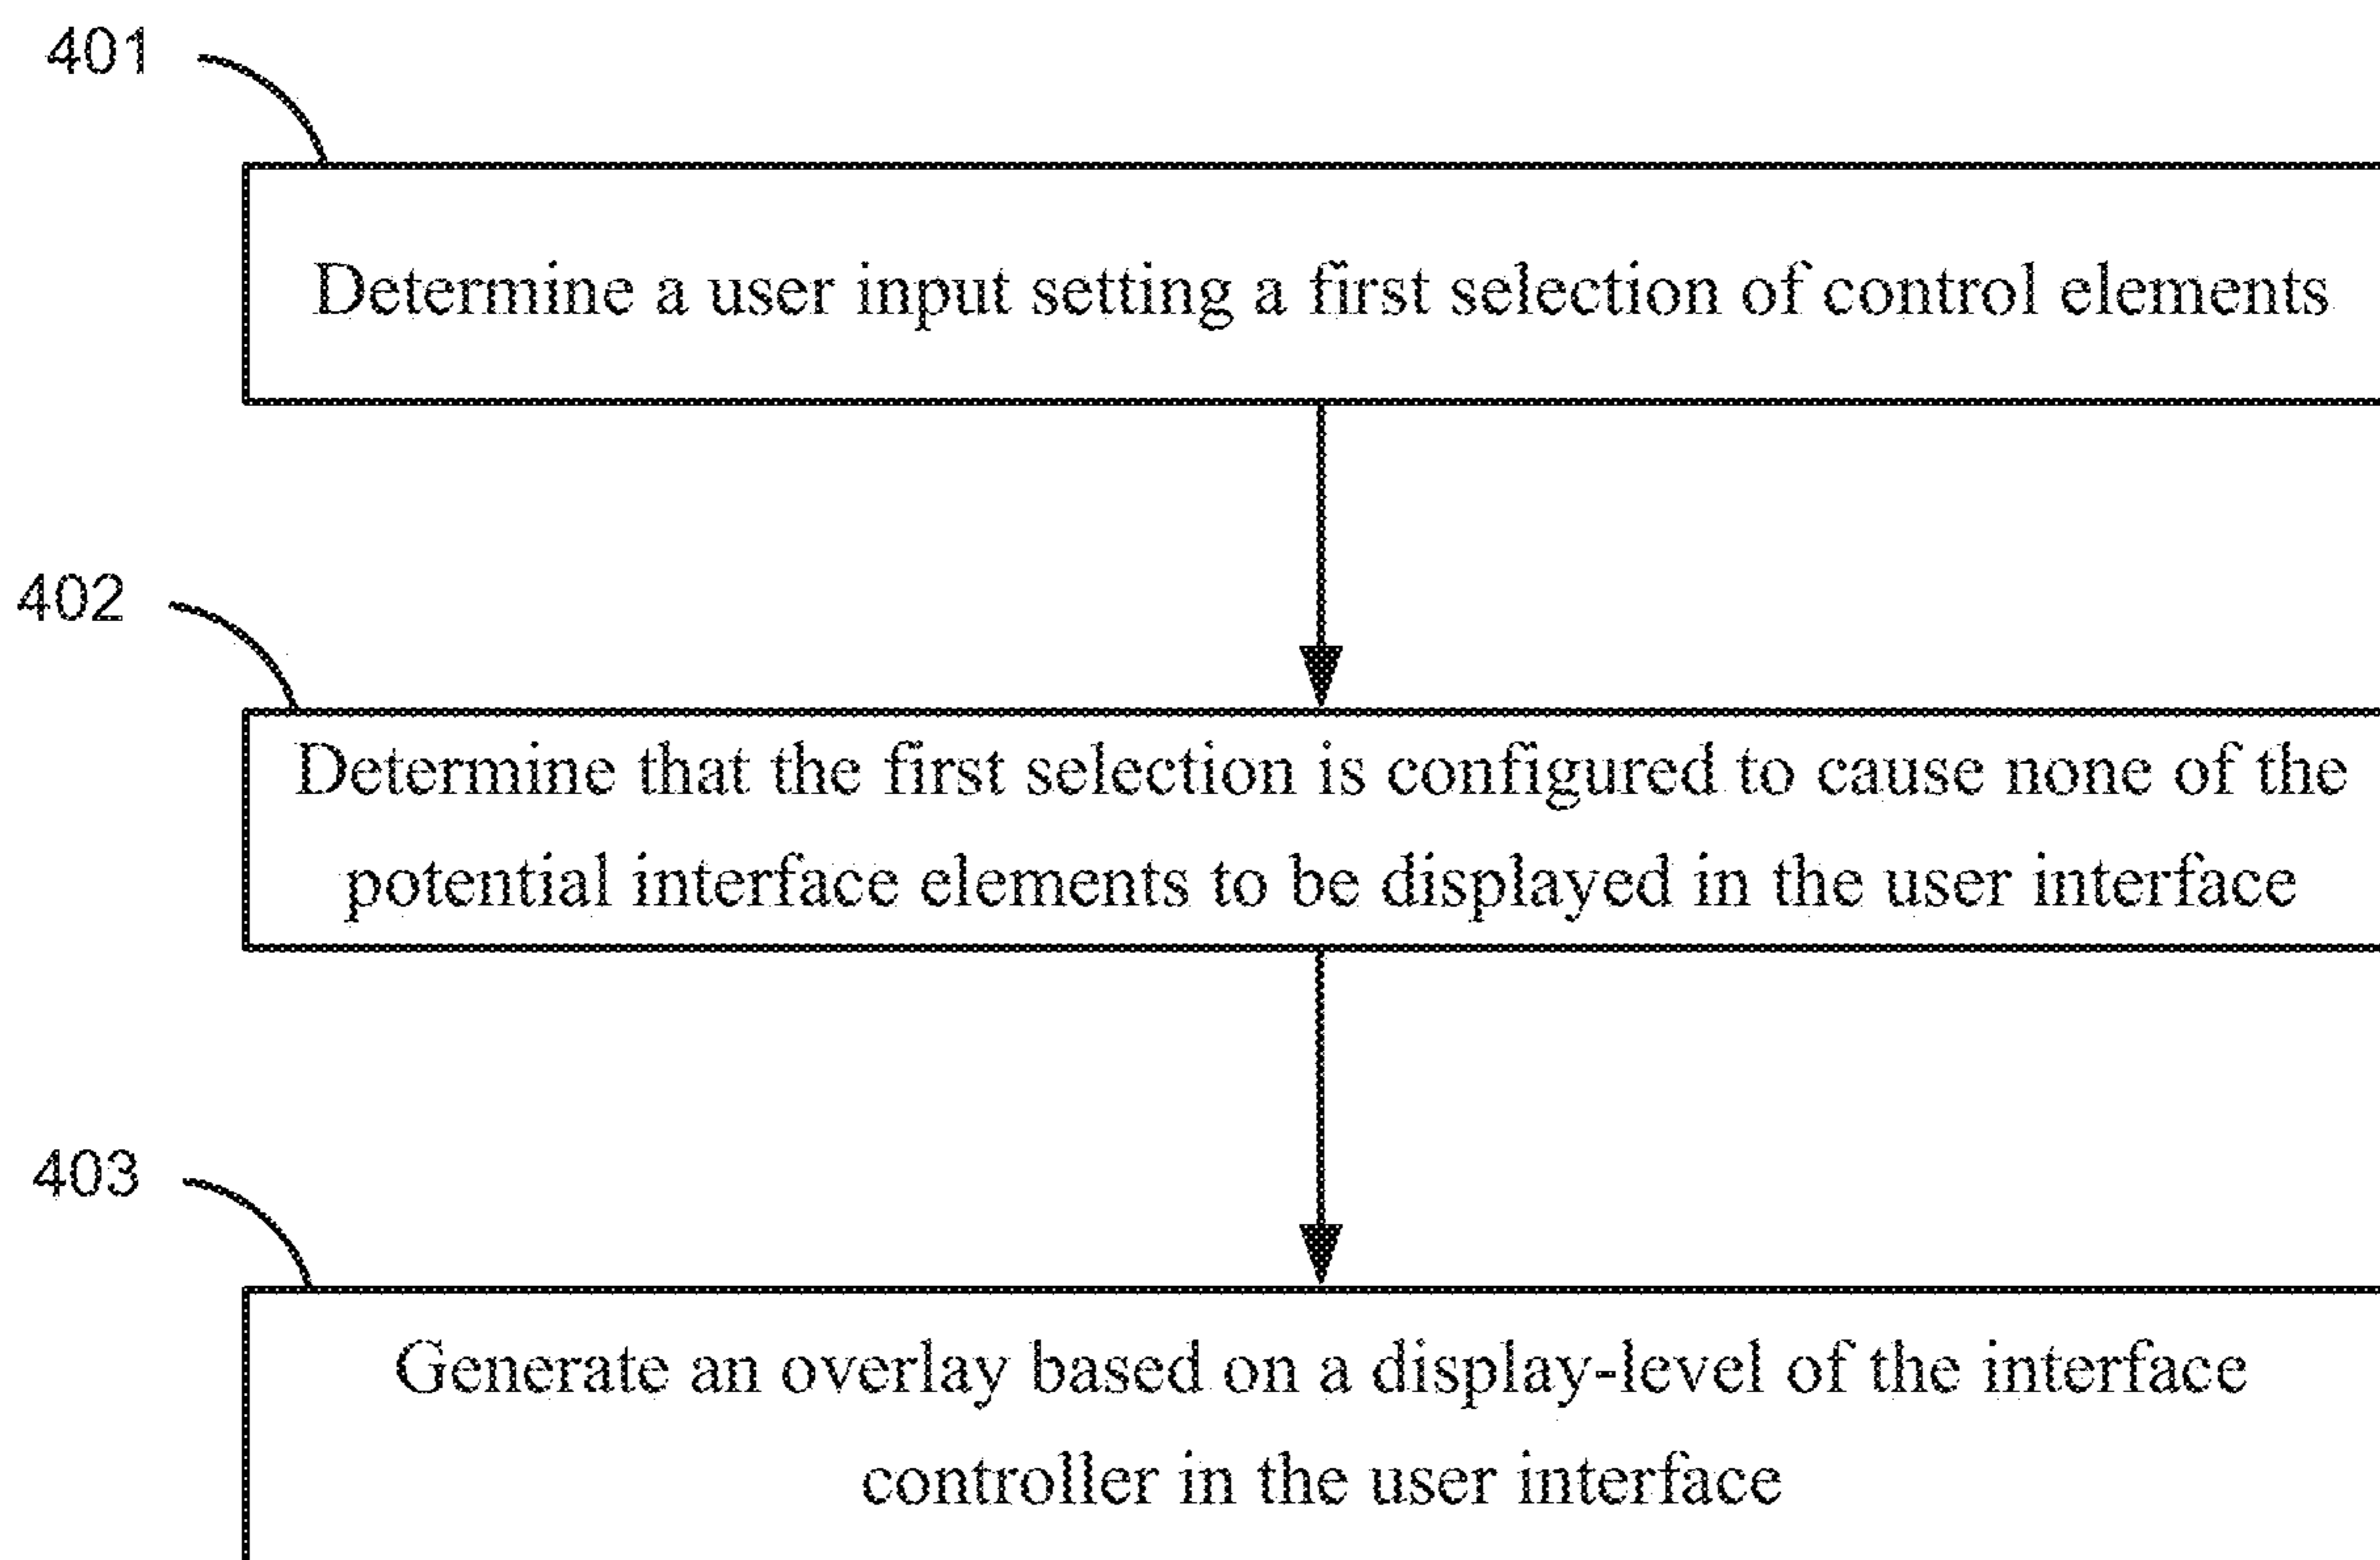 401
Determine a user input setting a first selection of control elements
402
Determine that the first selection is configured to cause none of the
potential interface elements to be displayed in the user interface
403
Generate an overlay based on a display-level of the interface
controller in the user interface